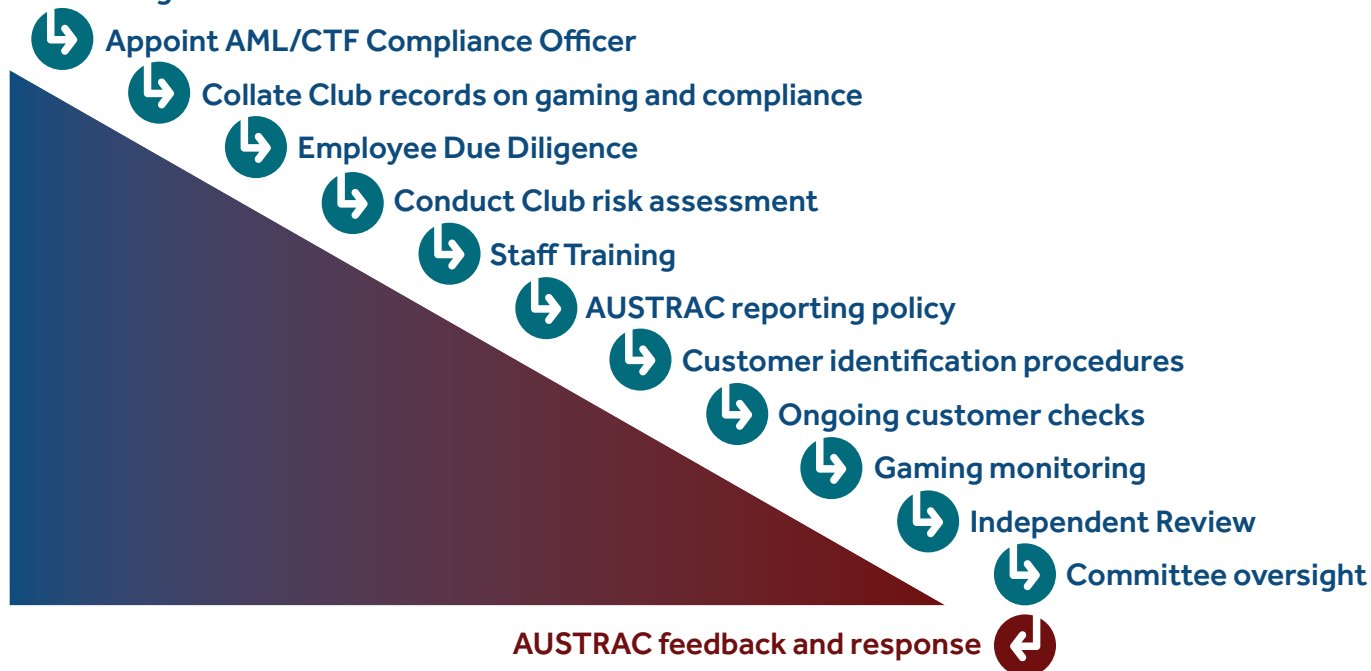 Appoint AML/CTF Compliance Officer
Collate Club records on gaming and compliance
Employee Due Diligence
Conduct Club risk assessment
Staff Training
AUSTRAC reporting policy
Customer identification procedures
Ongoing customer checks
Gaming monitoring
Independent Review
Committee oversight
AUSTRAC feedback and response